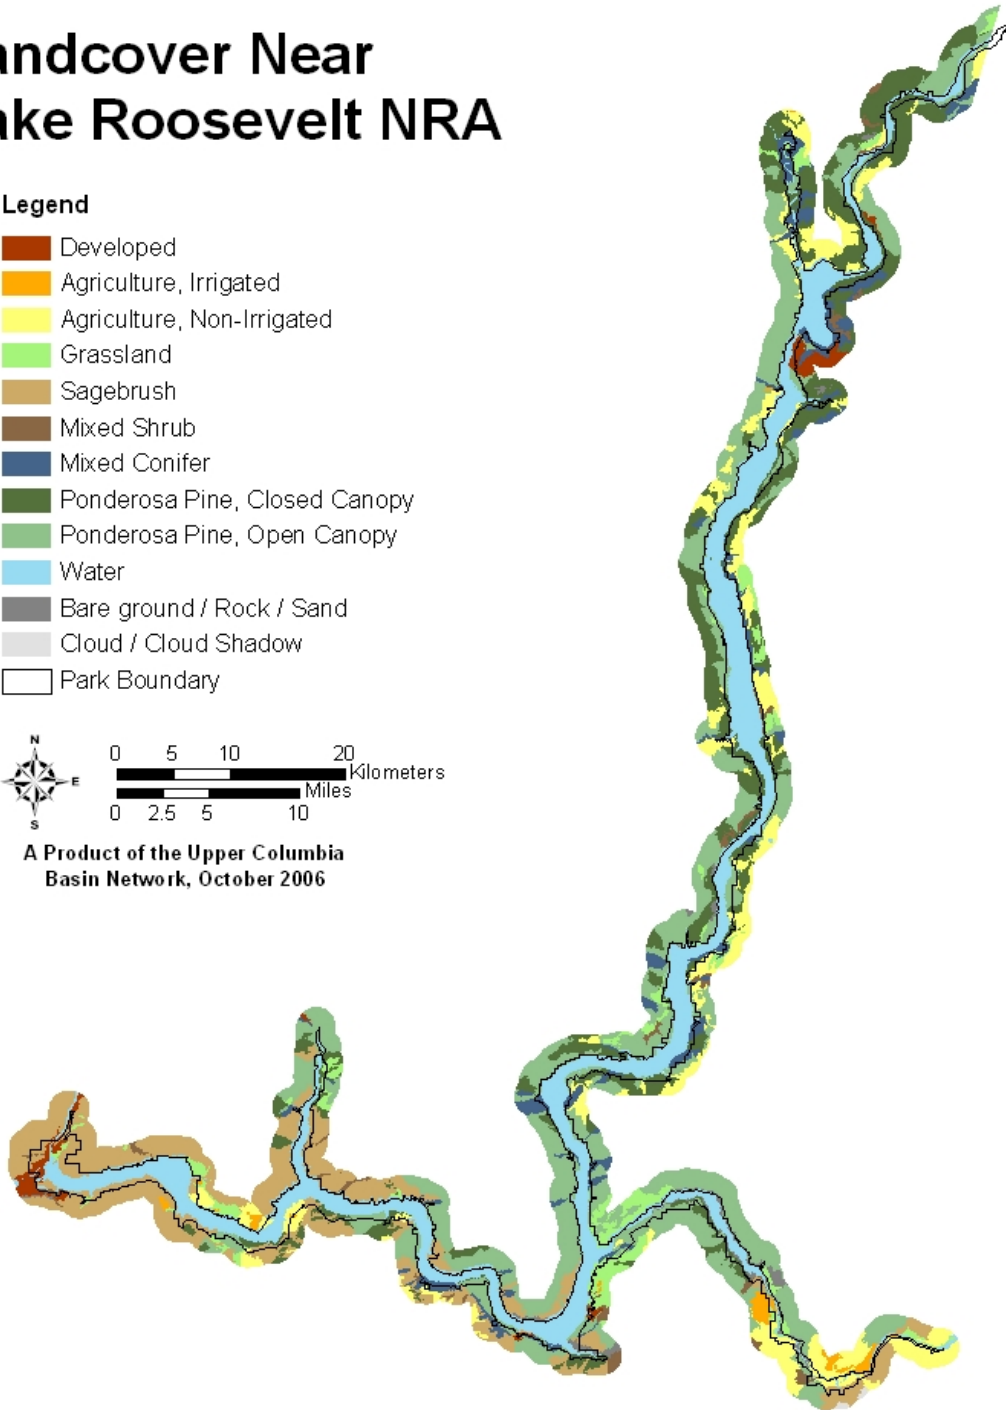 andcover Near
ake Roosevelt NRA
Legend
Developed
Agriculture, Irrigated
Agriculture, Non-Irrigated
Grassland
Sagebrush
Mixed Shrub
Mixed Conifer
Ponderosa Pine, Closed Canopy
Ponderosa Pine, Open Canopy
Water
Bare ground / Rock / Sand
Cloud / Cloud Shadow
Park Boundary
N
E
S
0 5 10 20
Kilometers
Miles
0 2.5 5 10
A Product of the Upper Columbia
Basin Network, October 2006